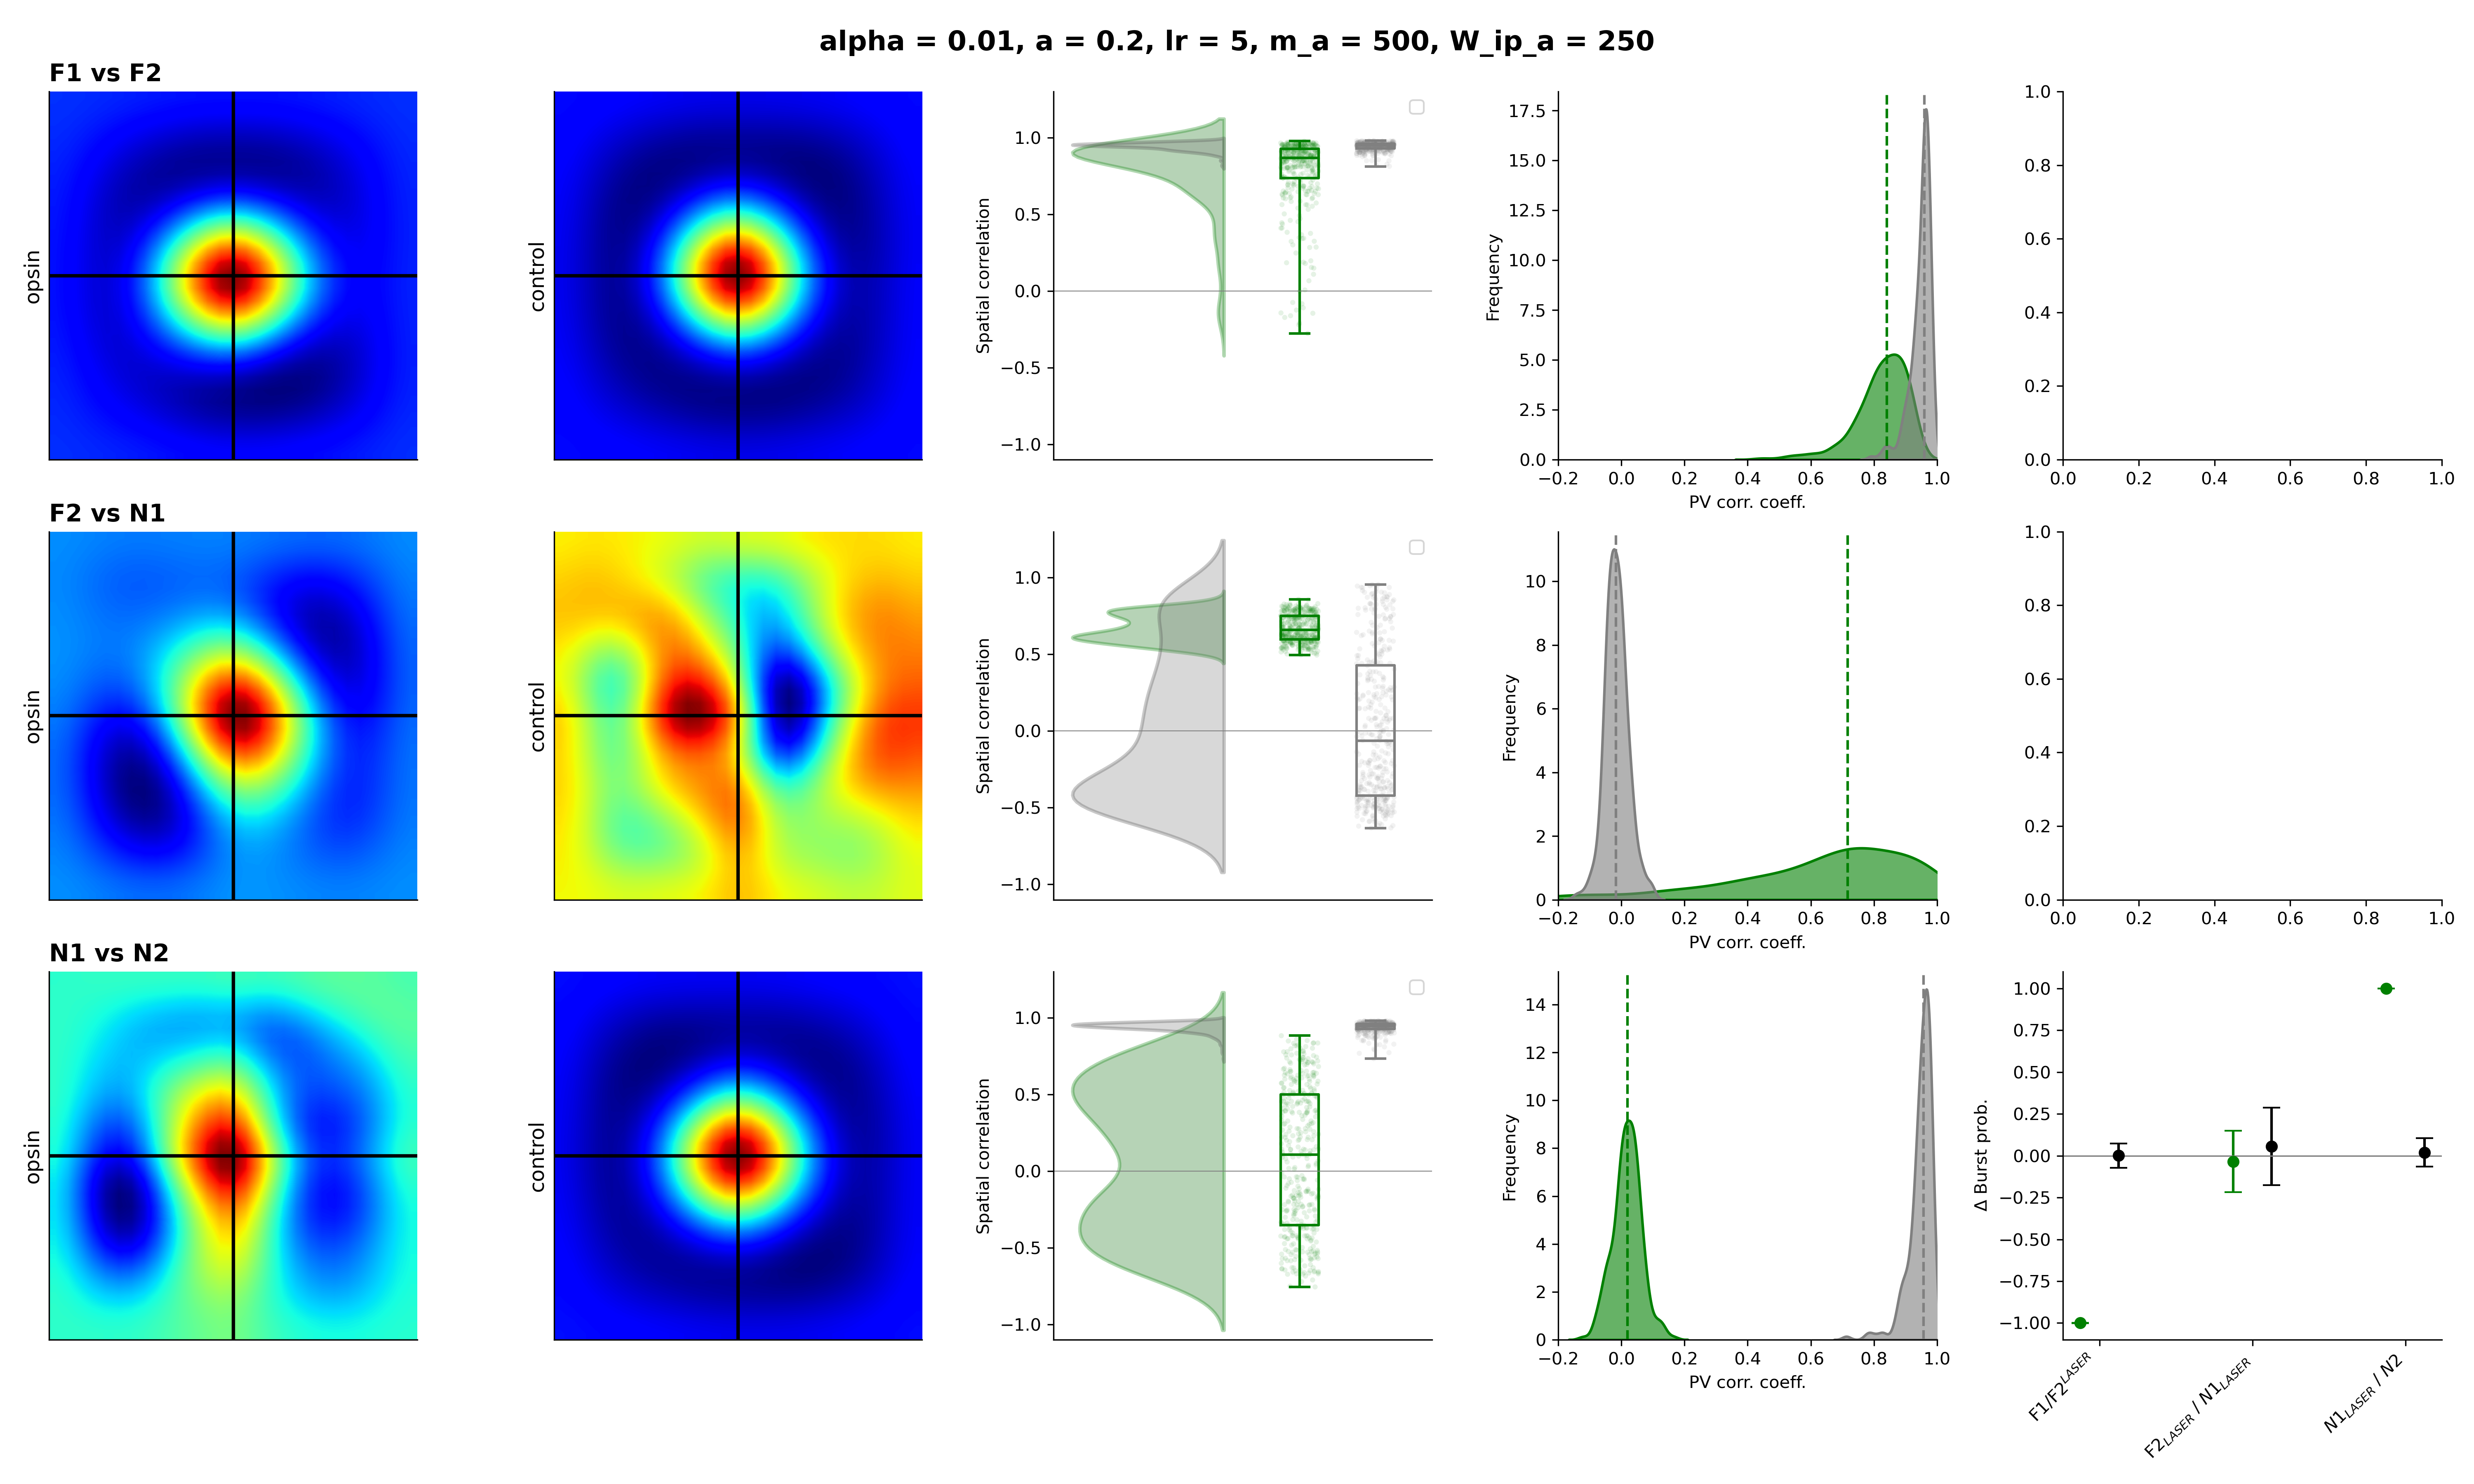 alpha = 0.01, a = 0.2, lr = 5, m_a = 500, W_ip_a = 250
F1 vs F2
opsin
control
Spatial correlation
1.0
0.5
0.0
−0.5
−1.0
Frequency
17.5
15.0
12.5
10.0
7.5
5.0
2.5
0.0
−0.2 0.0 0.2 0.4 0.6 0.8 1.0
PV corr. coeff.
1.0
0.8
0.6
0.4
0.2
0.0
0.0 0.2 0.4 0.6 0.8 1.0
F2 vs N1
opsin
control
Spatial correlation
1.0
0.5
0.0
−0.5
−1.0
Frequency
10
8
6
4
2
0
−0.2 0.0 0.2 0.4 0.6 0.8 1.0
PV corr. coeff.
1.0
0.8
0.6
0.4
0.2
0.0
0.0 0.2 0.4 0.6 0.8 1.0
N1 vs N2
opsin
control
Spatial correlation
1.0
0.5
0.0
−0.5
−1.0
Frequency
14
12
10
8
6
4
2
0
−0.2 0.0 0.2 0.4 0.6 0.8 1.0
PV corr. coeff.
Δ Burst prob.
1.00
0.75
0.50
0.25
0.00
−0.25
−0.50
−0.75
−1.00
F1/F2^LASER
F2_LASER / N1_LASER
N1_LASER / N2